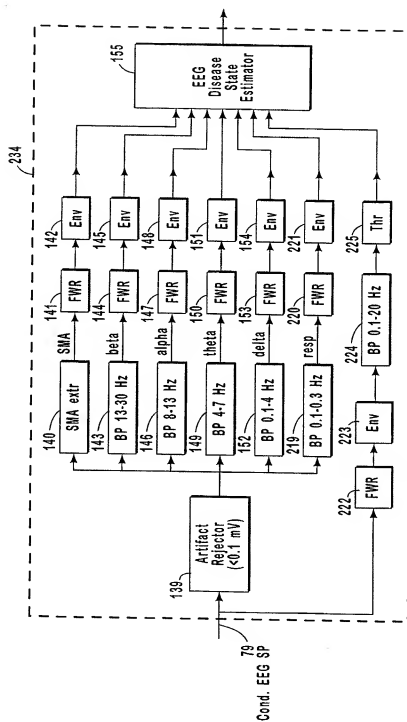 234
155
EEG
Disease
State
Estimator
140
SMA extr
SMA
141
FWR
142
Env
143
BP 13-30 Hz
beta
144
FWR
145
Env
146
BP 8-13 Hz
alpha
147
FWR
148
Env
149
BP 4-7 Hz
theta
150
FWR
151
Env
152
BP 0.1-4 Hz
delta
153
FWR
154
Env
219
BP 0.1-0.3 Hz
resp
220
FWR
221
Env
139
Artifact
Rejector
(<0.1 mV)
222
FWR
223
Env
224
BP 0.1-20 Hz
225
Thr
79
Cond. EEG SP